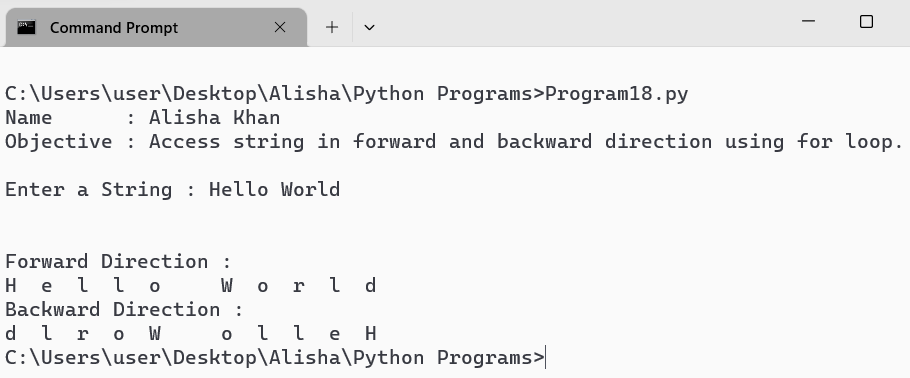 Command Prompt
C:\Users\user\Desktop\Alisha\Python Programs>Program18.py
Name      : Alisha Khan
Objective : Access string in forward and backward direction using for loop.
Enter a String : Hello World
Forward Direction :
H  e  l  l  o     W  o  r  l  d
Backward Direction :
d  l  r  o  W     o  l  l  e  H
C:\Users\user\Desktop\Alisha\Python Programs>